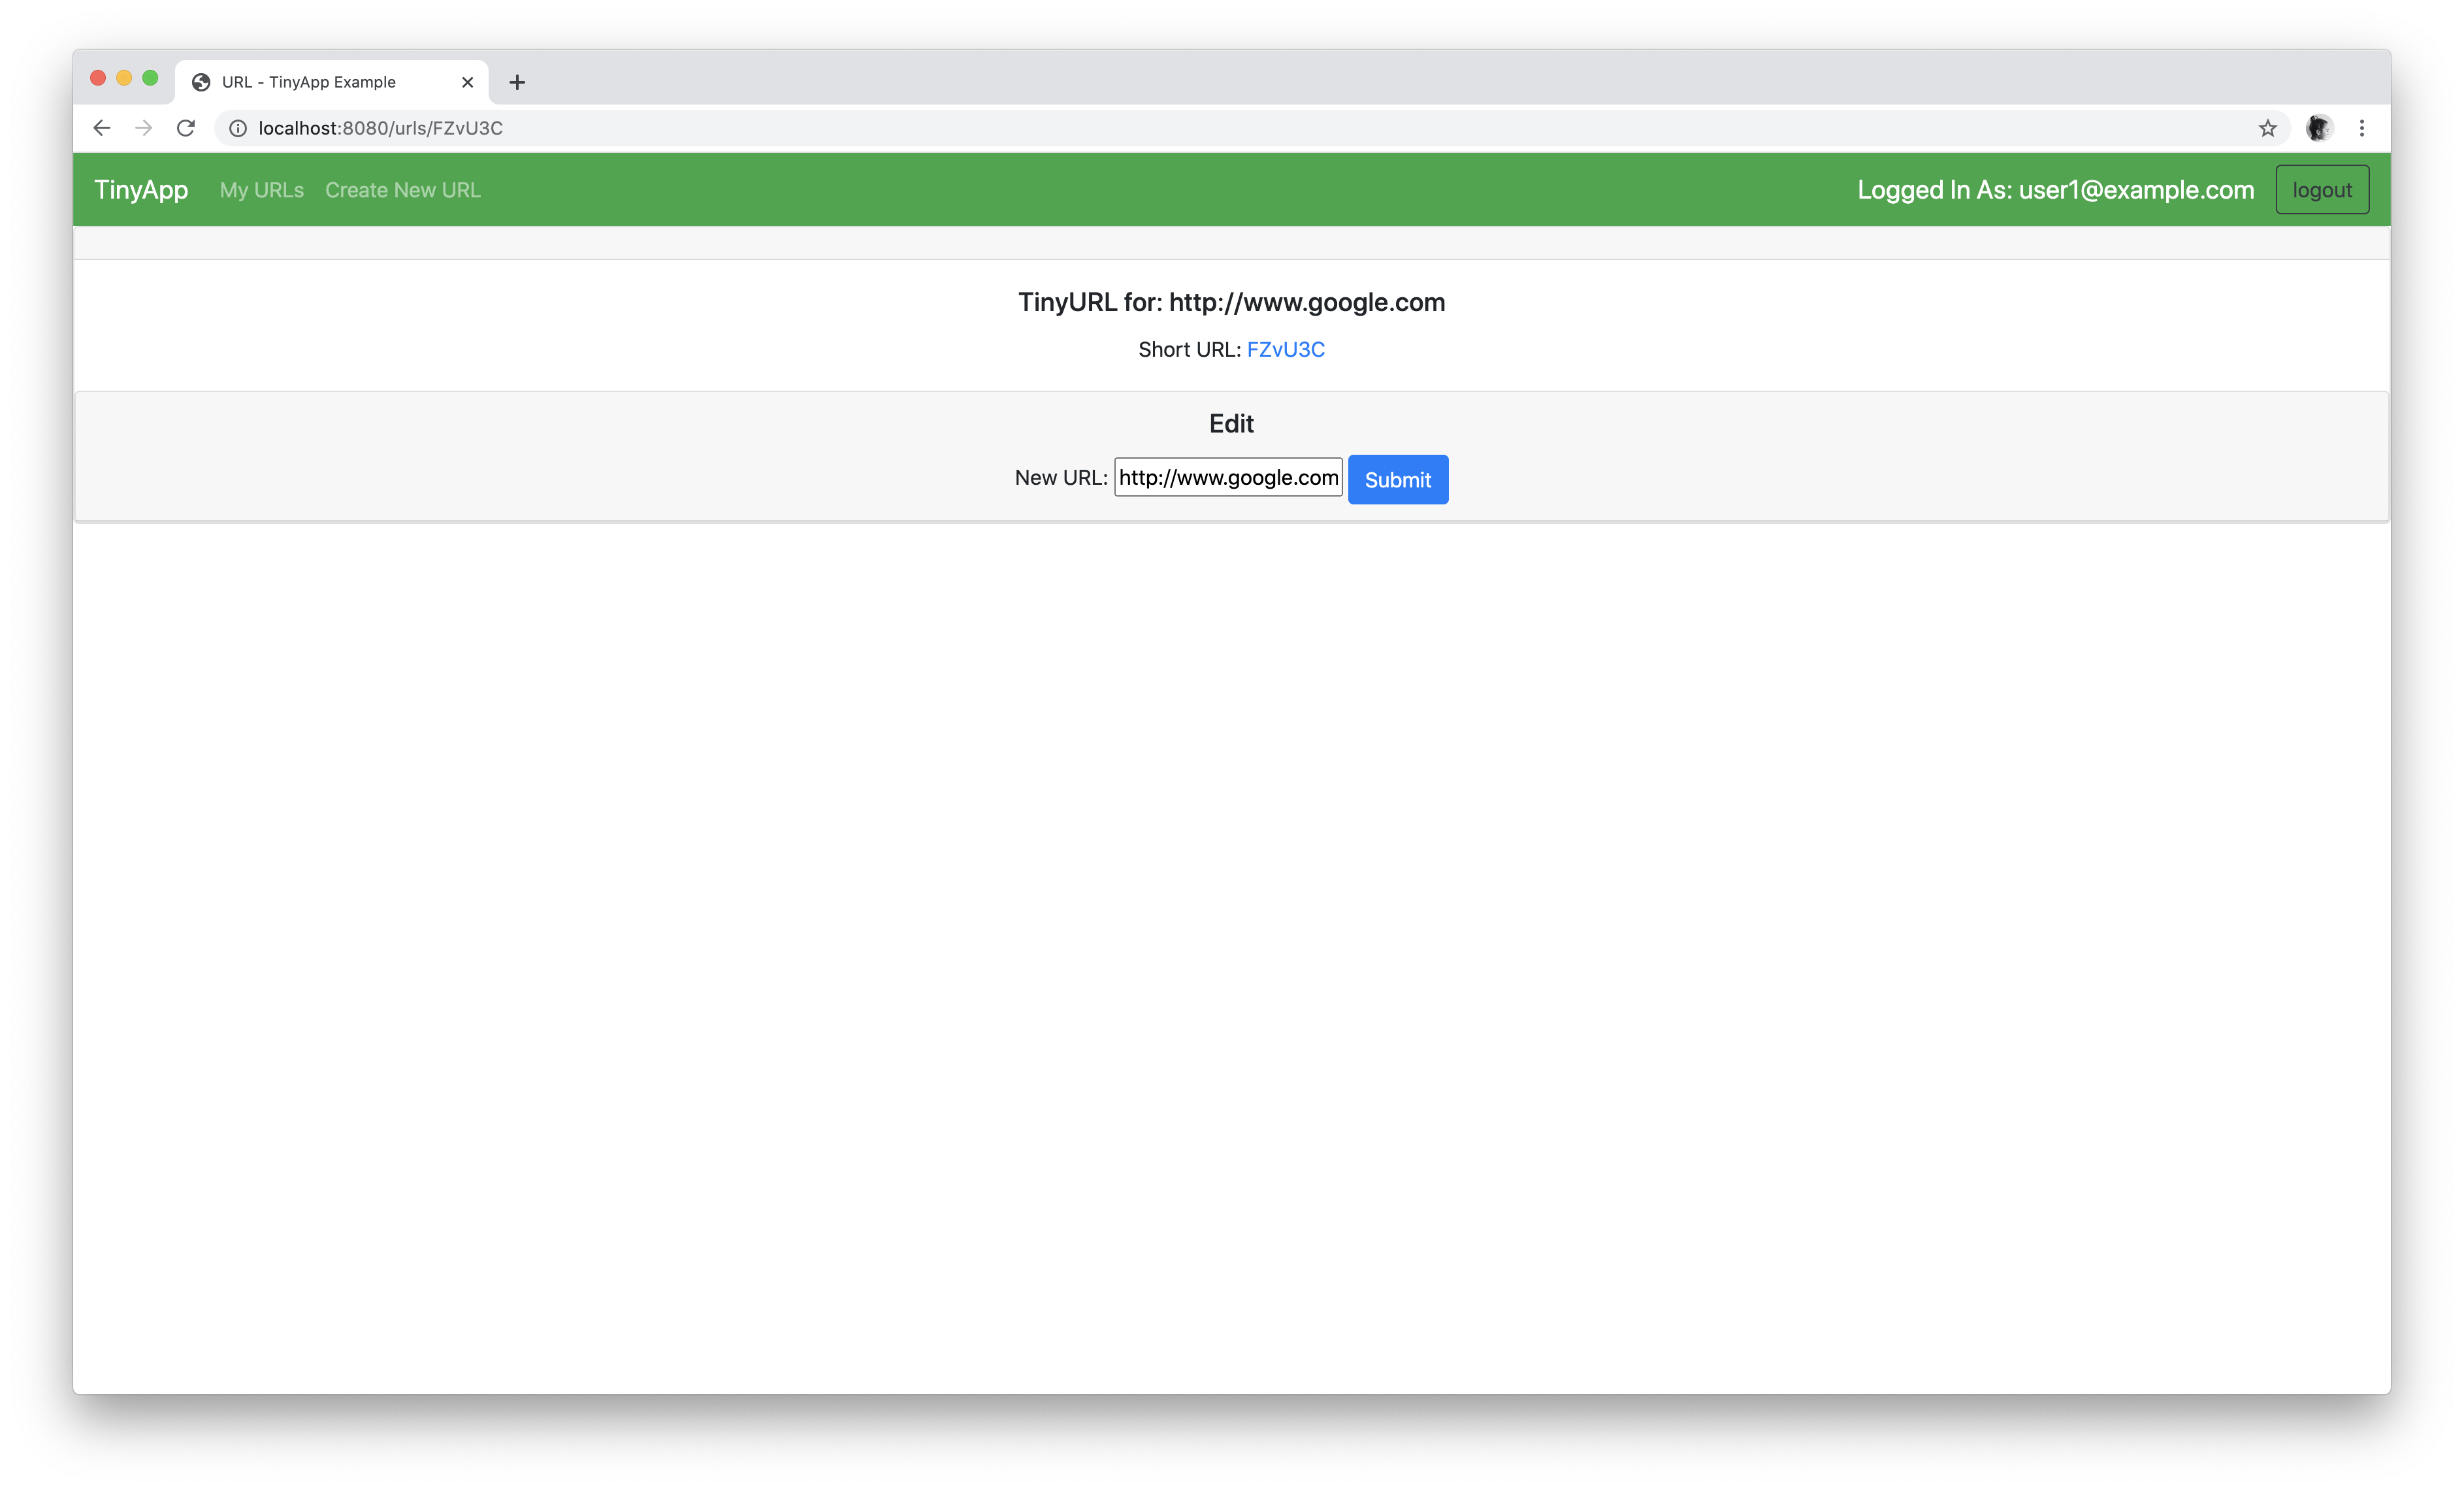 URL - TinyApp Example
localhost:8080/urls/FZvU3C
TinyApp My URLs Create New URL Logged In As: user1@example.com logout
TinyURL for: http://www.google.com
Short URL: FZvU3C
Edit
New URL: http://www.google.com Submit